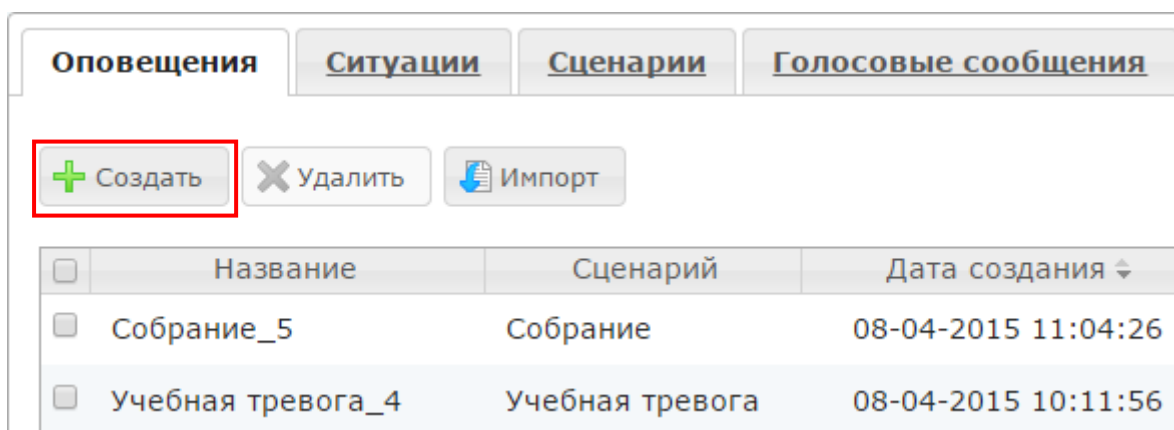 Оповещения Ситуации Сценарии Голосовые сообщения
Создать Удалить Импорт
Название Сценарий Дата создания
Собрание_5 Собрание 08-04-2015 11:04:26
Учебная тревога_4 Учебная тревога 08-04-2015 10:11:56